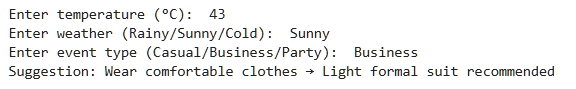 Enter temperature (°C):  43
Enter weather (Rainy/Sunny/Cold):  Sunny
Enter event type (Casual/Business/Party):  Business
Suggestion: Wear comfortable clothes → Light formal suit recommended